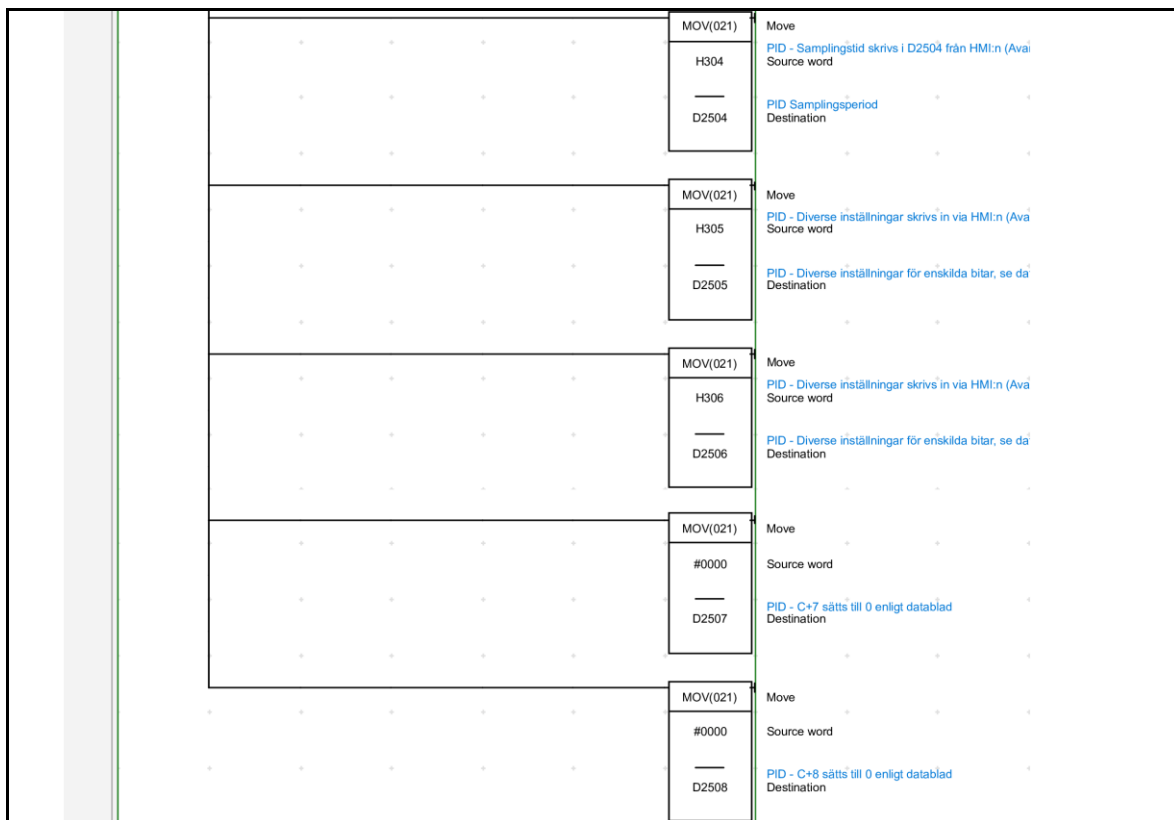 MOV(021) Move
PID - Samplingstid skrivs i D2504 från HMI:n (Avai
H304 Source word
PID Samplingsperiod
D2504 Destination
MOV(021) Move
PID - Diverse inställningar skrivs in via HMI:n (Ava
H305 Source word
PID - Diverse inställningar för enskilda bitar, se da
D2505 Destination
MOV(021) Move
PID - Diverse inställningar skrivs in via HMI:n (Ava
H306 Source word
PID - Diverse inställningar för enskilda bitar, se da
D2506 Destination
MOV(021) Move
#0000 Source word
PID - C+7 sätts till 0 enligt datablad
D2507 Destination
MOV(021) Move
#0000 Source word
PID - C+8 sätts till 0 enligt datablad
D2508 Destination